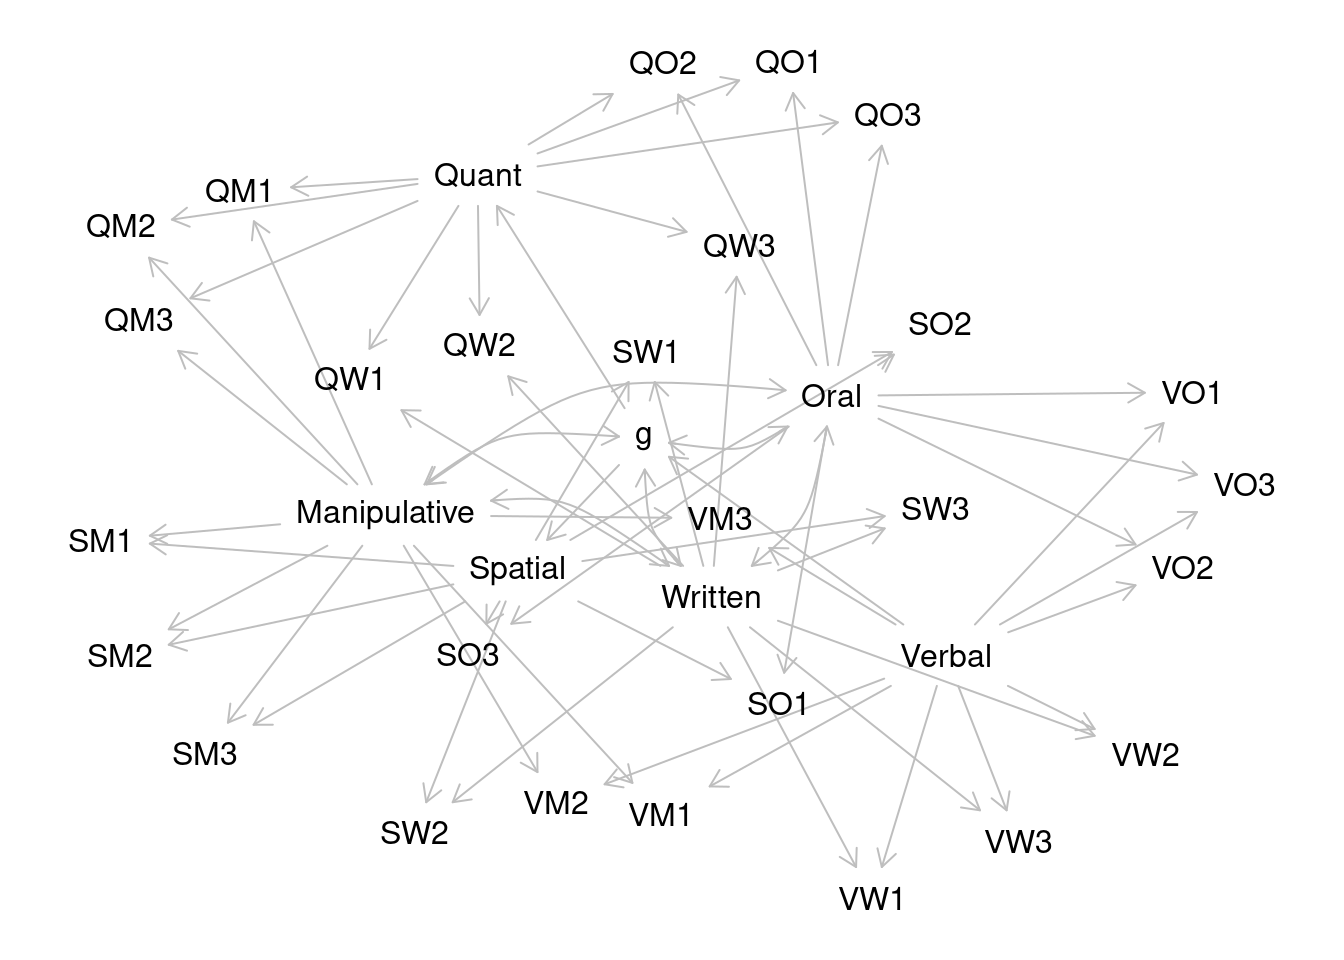 QO2
QO1
QO3
Quant
QM1
QM2
QW3
QM3
SO2
QW2
SW1
QW1
VO1
Oral
g
VO3
SW3
Manipulative
VM3
SM1
Spatial
VO2
Written
SO3
SM2
Verbal
SO1
SM3
VW2
VM2
VM1
SW2
VW3
VW1